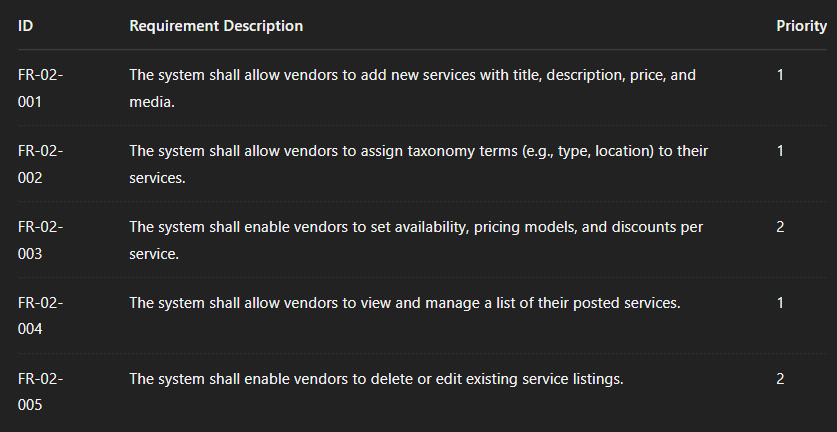 ID Requirement Description Priority
FR-02- The system shall allow vendors to add new services with title, description, price, and 1
001 media.
FR-02- The system shall allow vendors to assign taxonomy terms (e.g., type, location) to their 1
002 services.
FR-02- The system shall enable vendors to set availability, pricing models, and discounts per 2
003 service.
FR-02- The system shall allow vendors to view and manage a list of their posted services. 1
004
FR-02- The system shall enable vendors to delete or edit existing service listings. 2
005